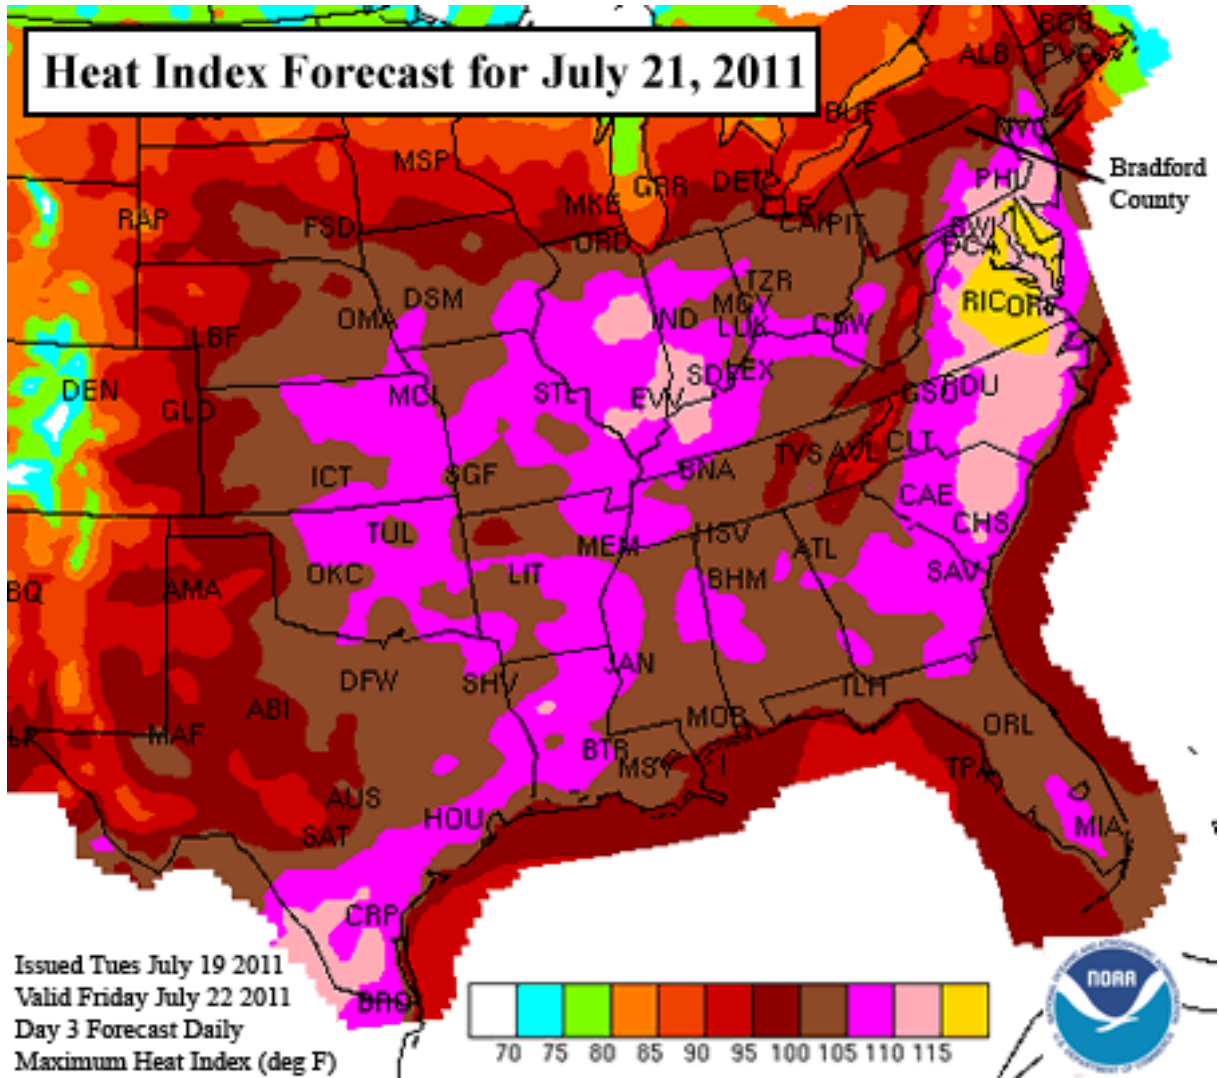 Heat Index Forecast for July 21, 2011
BOS
ALB
PVD
BUF
NYC
MSP
DET
GRR
PHI
Bradford
County
RAP
FSD
MKE
CLE
CAK
PIT
ORD
BWI
DCA
TZR
DSM
OMA
IND
LUK
CRW
RIC
ORF
LBF
DEN
GLD
MCI
STL
EVV
SDF
LEX
GSO
RDU
ICT
SGF
BNA
AVL
CLT
CAE
TUL
MEM
HSV
ATL
CHS
OKC
LIT
BHM
SAV
BQ
AMA
DFW
SHV
JAN
ABI
MOB
ORL
MAF
BTR
MSY
TPA
AUS
HOU
SAT
MIA
CRP
BRO
Issued Tues July 19 2011
Valid Friday July 22 2011
Day 3 Forecast Daily
Maximum Heat Index (deg F)
70 75 80 85 90 95 100 105 110 115
NOAA